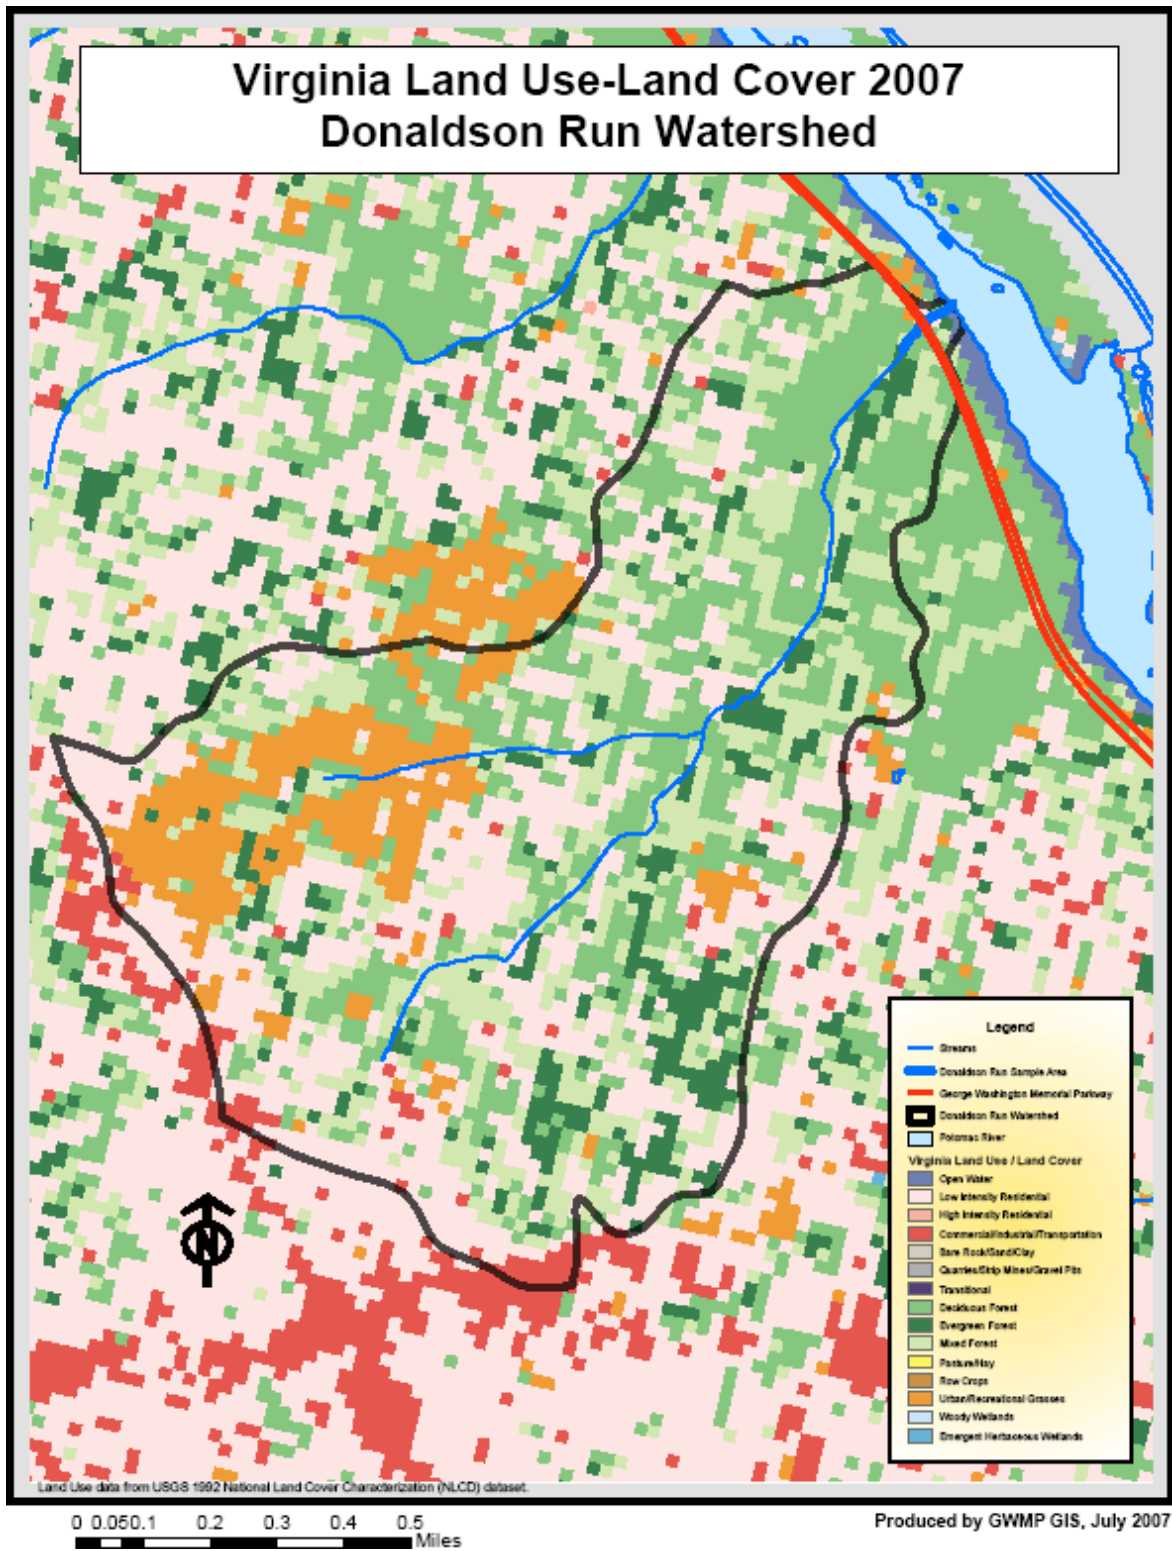 Virginia Land Use-Land Cover 2007
Donaldson Run Watershed
Legend
Streams
Donaldson Run Sample Area
George Washington Memorial Parkway
Donaldson Run Watershed
Potomac River
Virginia Land Use / Land Cover
Open Water
Low Intensity Residential
High Intensity Residential
Commercial/Industrial/Transportation
Bare Rock/Sand/Clay
Quarries/Strip Mines/Gravel Pits
Transitional
Deciduous Forest
Evergreen Forest
Mixed Forest
Pasture/Hay
Row Crops
Urban/Recreational Grasses
Woody Wetlands
Emergent Herbaceous Wetlands
N
Land Use data from USGS 1992 National Land Cover Characterization (NLCD) dataset.
0 0.050.1 0.2 0.3 0.4 0.5
Miles
Produced by GWMP GIS, July 2007